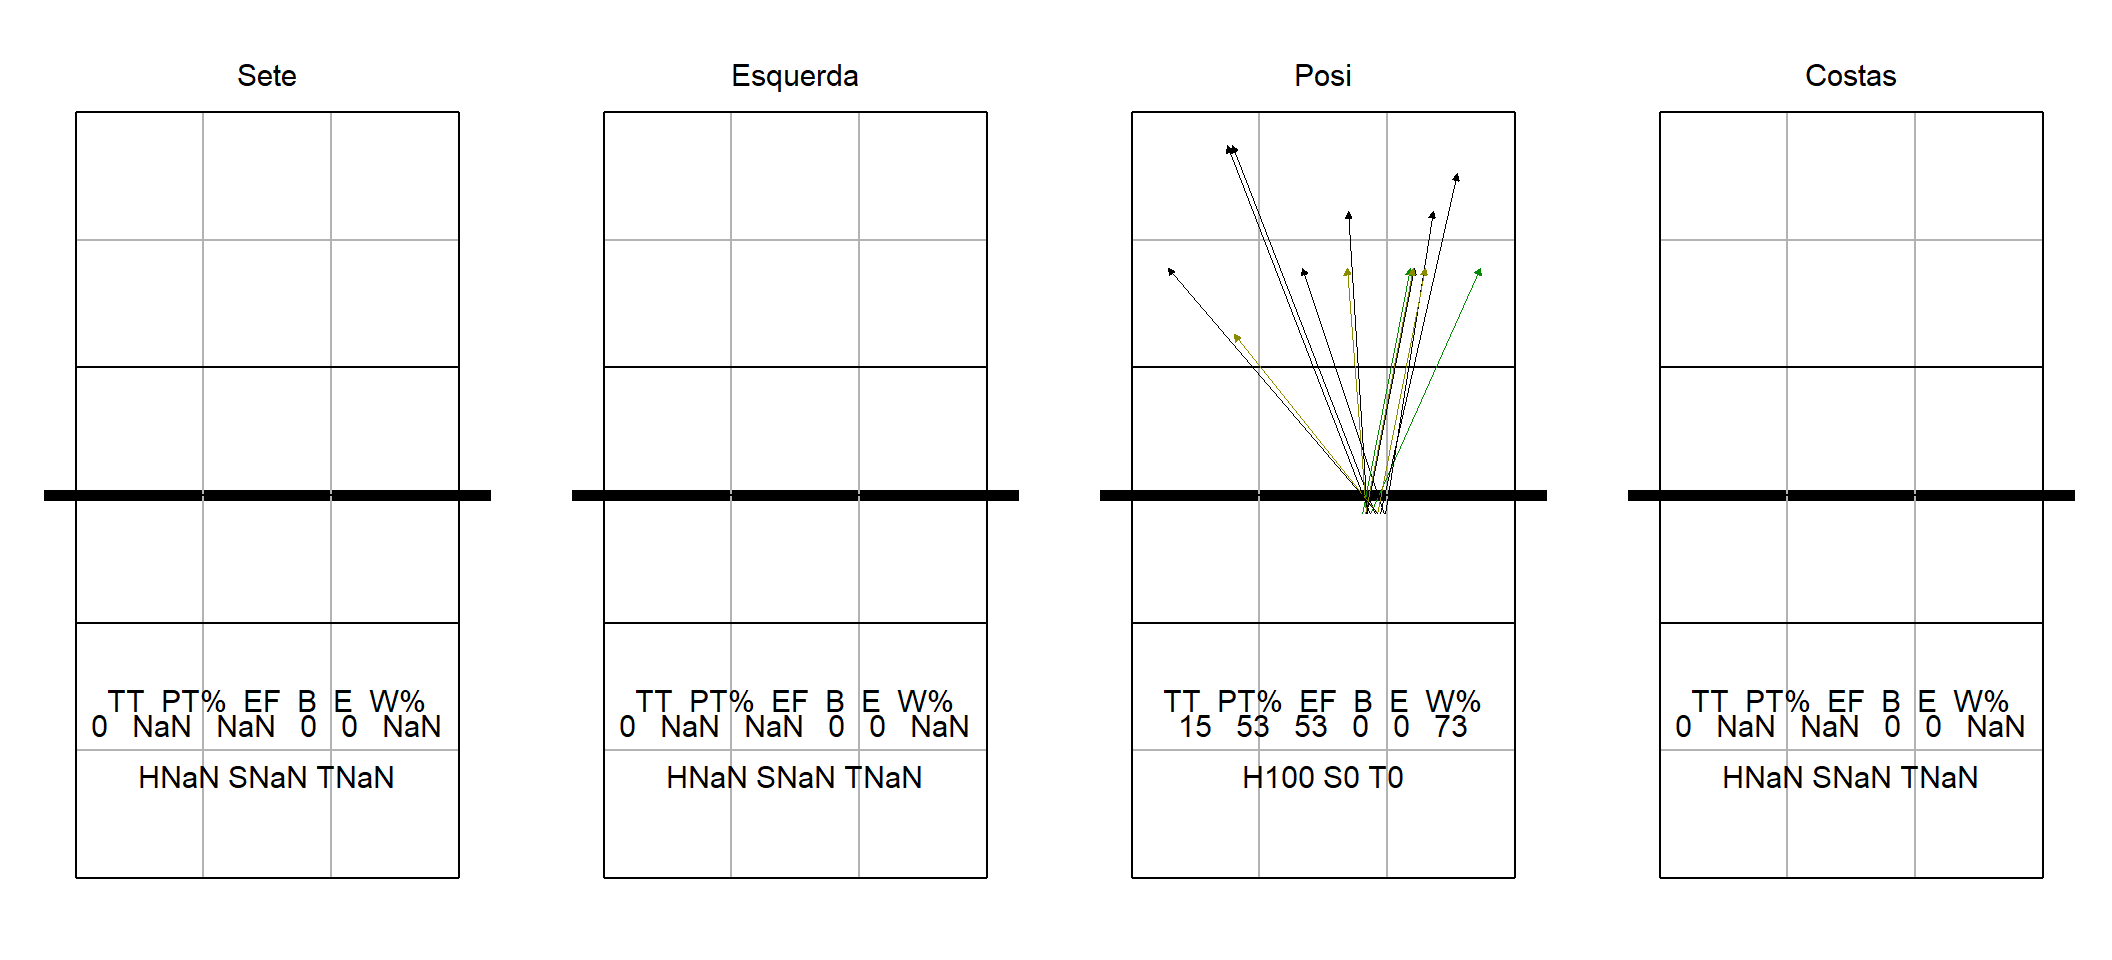 Sete
TT PT% EF B E W%
0 NaN NaN 0 0 NaN
HNaN SNaN TNaN
Esquerda
TT PT% EF B E W%
0 NaN NaN 0 0 NaN
HNaN SNaN TNaN
Posi
TT PT% EF B E W%
15 53 53 0 0 73
H100 S0 T0
Costas
TT PT% EF B E W%
0 NaN NaN 0 0 NaN
HNaN SNaN TNaN